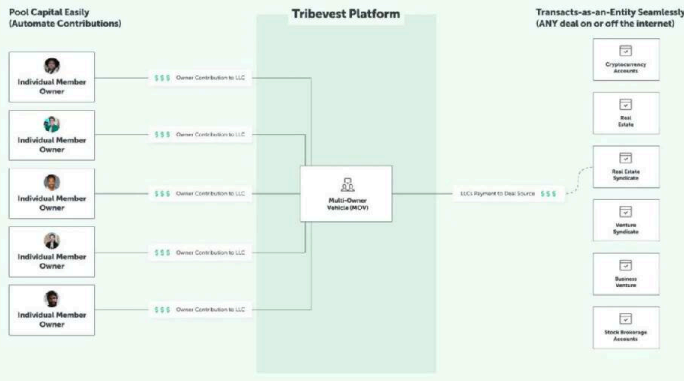 Pool Capital Easily
(Automate Contributions)
Tribevest Platform
Transacts-as-an-Entity Seamlessly
(ANY deal on or off the internet)
Individual Member
Owner
$$$ Owner Contribution to LLC
Individual Member
Owner
$$$ Owner Contribution to LLC
Individual Member
Owner
$$$ Owner Contribution to LLC
Individual Member
Owner
$$$ Owner Contribution to LLC
Individual Member
Owner
$$$ Owner Contribution to LLC
Multi-Owner
Vehicle (MOV)
LLCs Payment to Deal Source $$$
Cryptocurrency
Accounts
Real
Estate
Real Estate
Syndicate
Venture
Syndicate
Business
Venture
Stock Brokerage
Accounts